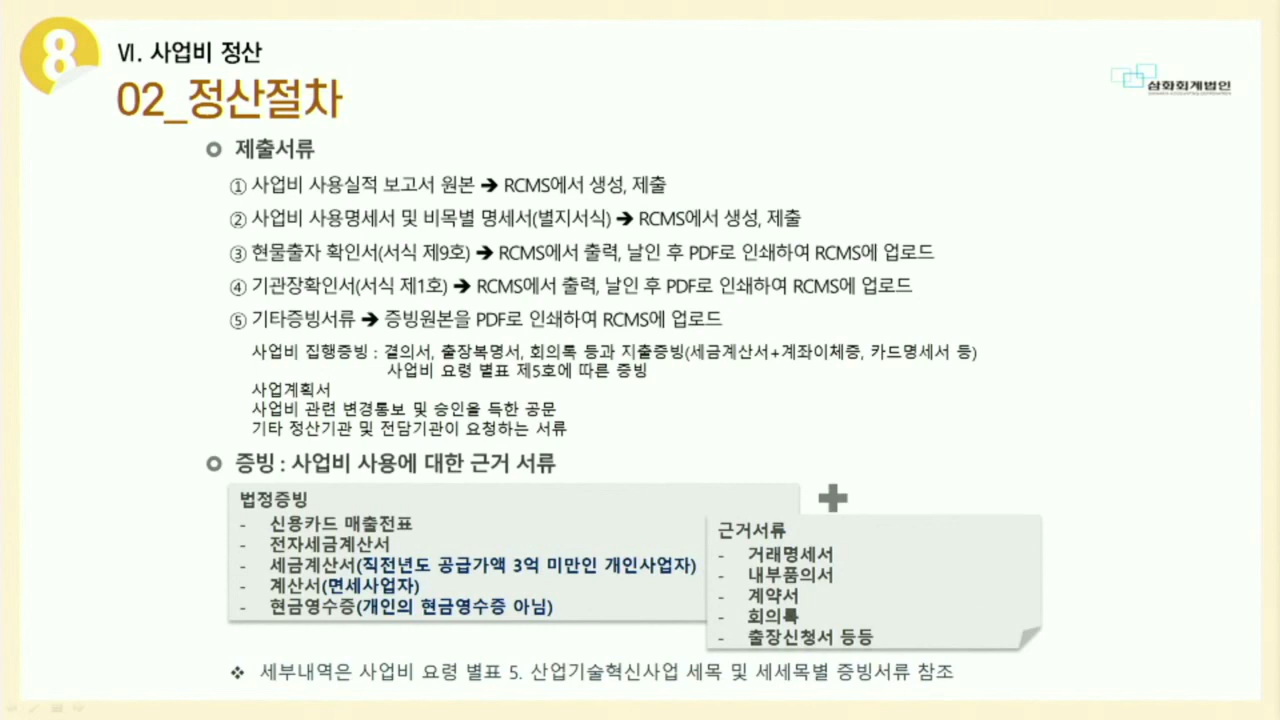 8
Ⅵ. 사업비 정산
02_정산절차
삼화회계법인
제출서류
① 사업비 사용실적 보고서 원본 ➔ RCMS에서 생성, 제출
② 사업비 사용명세서 및 비목별 명세서(별지서식) ➔ RCMS에서 생성, 제출
③ 현물출자 확인서(서식 제9호) ➔ RCMS에서 출력, 날인 후 PDF로 인쇄하여 RCMS에 업로드
④ 기관장확인서(서식 제1호) ➔ RCMS에서 출력, 날인 후 PDF로 인쇄하여 RCMS에 업로드
⑤ 기타증빙서류 ➔ 증빙원본을 PDF로 인쇄하여 RCMS에 업로드
사업비 집행증빙 : 결의서, 출장복명서, 회의록 등과 지출증빙(세금계산서+계좌이체증, 카드명세서 등)
사업비 요령 별표 제5호에 따른 증빙
사업계획서
사업비 관련 변경통보 및 승인을 득한 공문
기타 정산기관 및 전담기관이 요청하는 서류
증빙 : 사업비 사용에 대한 근거 서류
법정증빙
- 신용카드 매출전표
- 전자세금계산서
- 세금계산서(직전년도 공급가액 3억 미만인 개인사업자)
- 계산서(면세사업자)
- 현금영수증(개인의 현금영수증 아님)
근거서류
- 거래명세서
- 내부품의서
- 계약서
- 회의록
- 출장신청서 등등
❖ 세부내역은 사업비 요령 별표 5. 산업기술혁신사업 세목 및 세세목별 증빙서류 참조